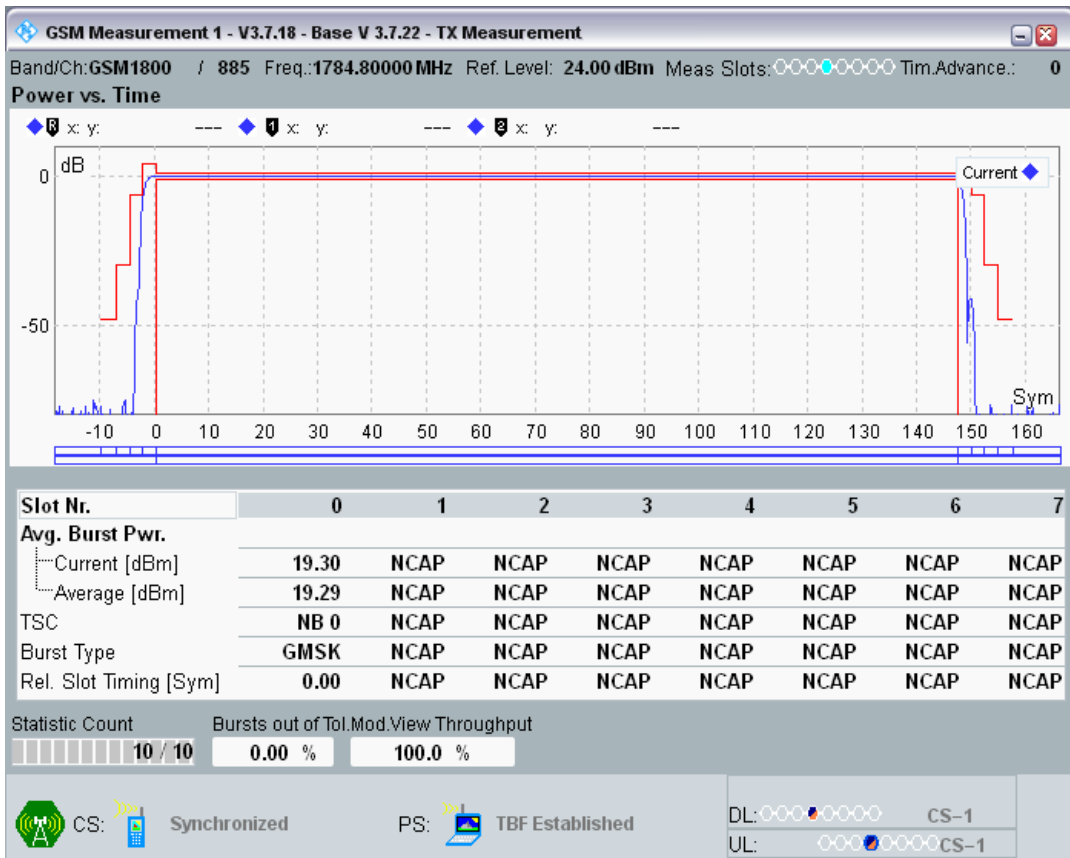 GSM Measurement 1 - V3.7.18 - Base V 3.7.22 - TX Measurement
Band/Ch:GSM1800 / 885 Freq.:1784.80000 MHz Ref. Level: 24.00 dBm Meas Slots: Tim.Advance.: 0
Power vs. Time
R x: y: --- 1 x: y: --- 2 x: y: ---
dB
Current
0
-50
Sym
-10 0 10 20 30 40 50 60 70 80 90 100 110 120 130 140 150 160
Slot Nr. 0 1 2 3 4 5 6 7
Avg. Burst Pwr.
Current [dBm] 19.30 NCAP NCAP NCAP NCAP NCAP NCAP NCAP
Average [dBm] 19.29 NCAP NCAP NCAP NCAP NCAP NCAP NCAP
TSC NB 0 NCAP NCAP NCAP NCAP NCAP NCAP NCAP
Burst Type GMSK NCAP NCAP NCAP NCAP NCAP NCAP NCAP
Rel. Slot Timing [Sym] 0.00 NCAP NCAP NCAP NCAP NCAP NCAP NCAP
Statistic Count Bursts out of Tol.Mod.View Throughput
10 / 10 0.00 % 100.0 %
CS: Synchronized PS: TBF Established
DL: CS-1
UL: CS-1